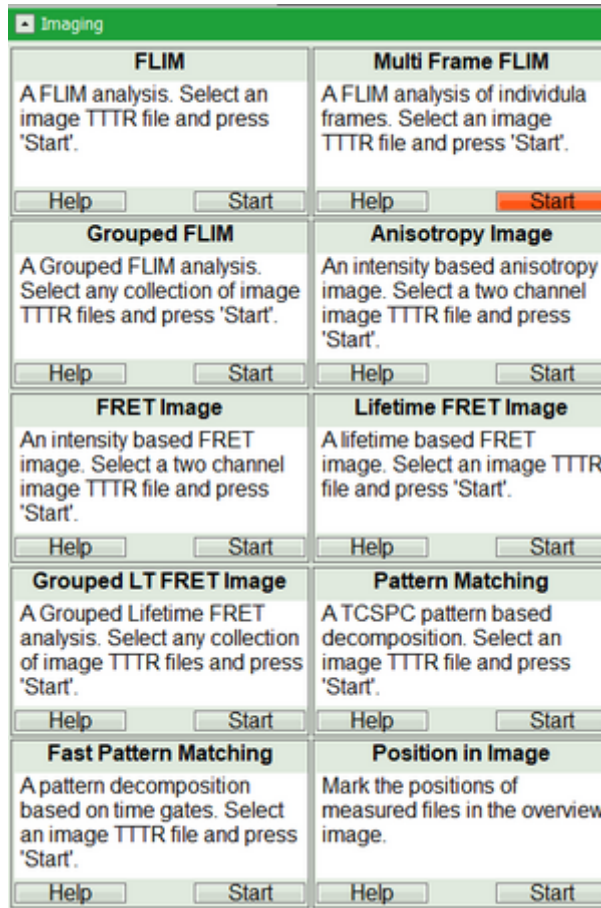 Imaging
FLIM
A FLIM analysis. Select an
image TTTR file and press
'Start'.
Help
Start
Multi Frame FLIM
A FLIM analysis of individula
frames. Select an image
TTTR file and press 'Start'.
Help
Start
Grouped FLIM
A Grouped FLIM analysis.
Select any collection of image
TTTR files and press 'Start'.
Help
Start
Anisotropy Image
An intensity based anisotropy
image. Select a two channel
image TTTR file and press
'Start'.
Help
Start
FRET Image
An intensity based FRET
image. Select a two channel
image TTTR file and press
'Start'.
Help
Start
Lifetime FRET Image
A lifetime based FRET
image. Select an image TTTR
file and press 'Start'.
Help
Start
Grouped LT FRET Image
A Grouped Lifetime FRET
analysis. Select any collection
of image TTTR files and press
'Start'.
Help
Start
Pattern Matching
A TCSPC pattern based
decomposition. Select an
image TTTR file and press
'Start'.
Help
Start
Fast Pattern Matching
A pattern decomposition
based on time gates. Select
an image TTTR file and press
'Start'.
Help
Start
Position in Image
Mark the positions of
measured files in the overview
image.
Help
Start